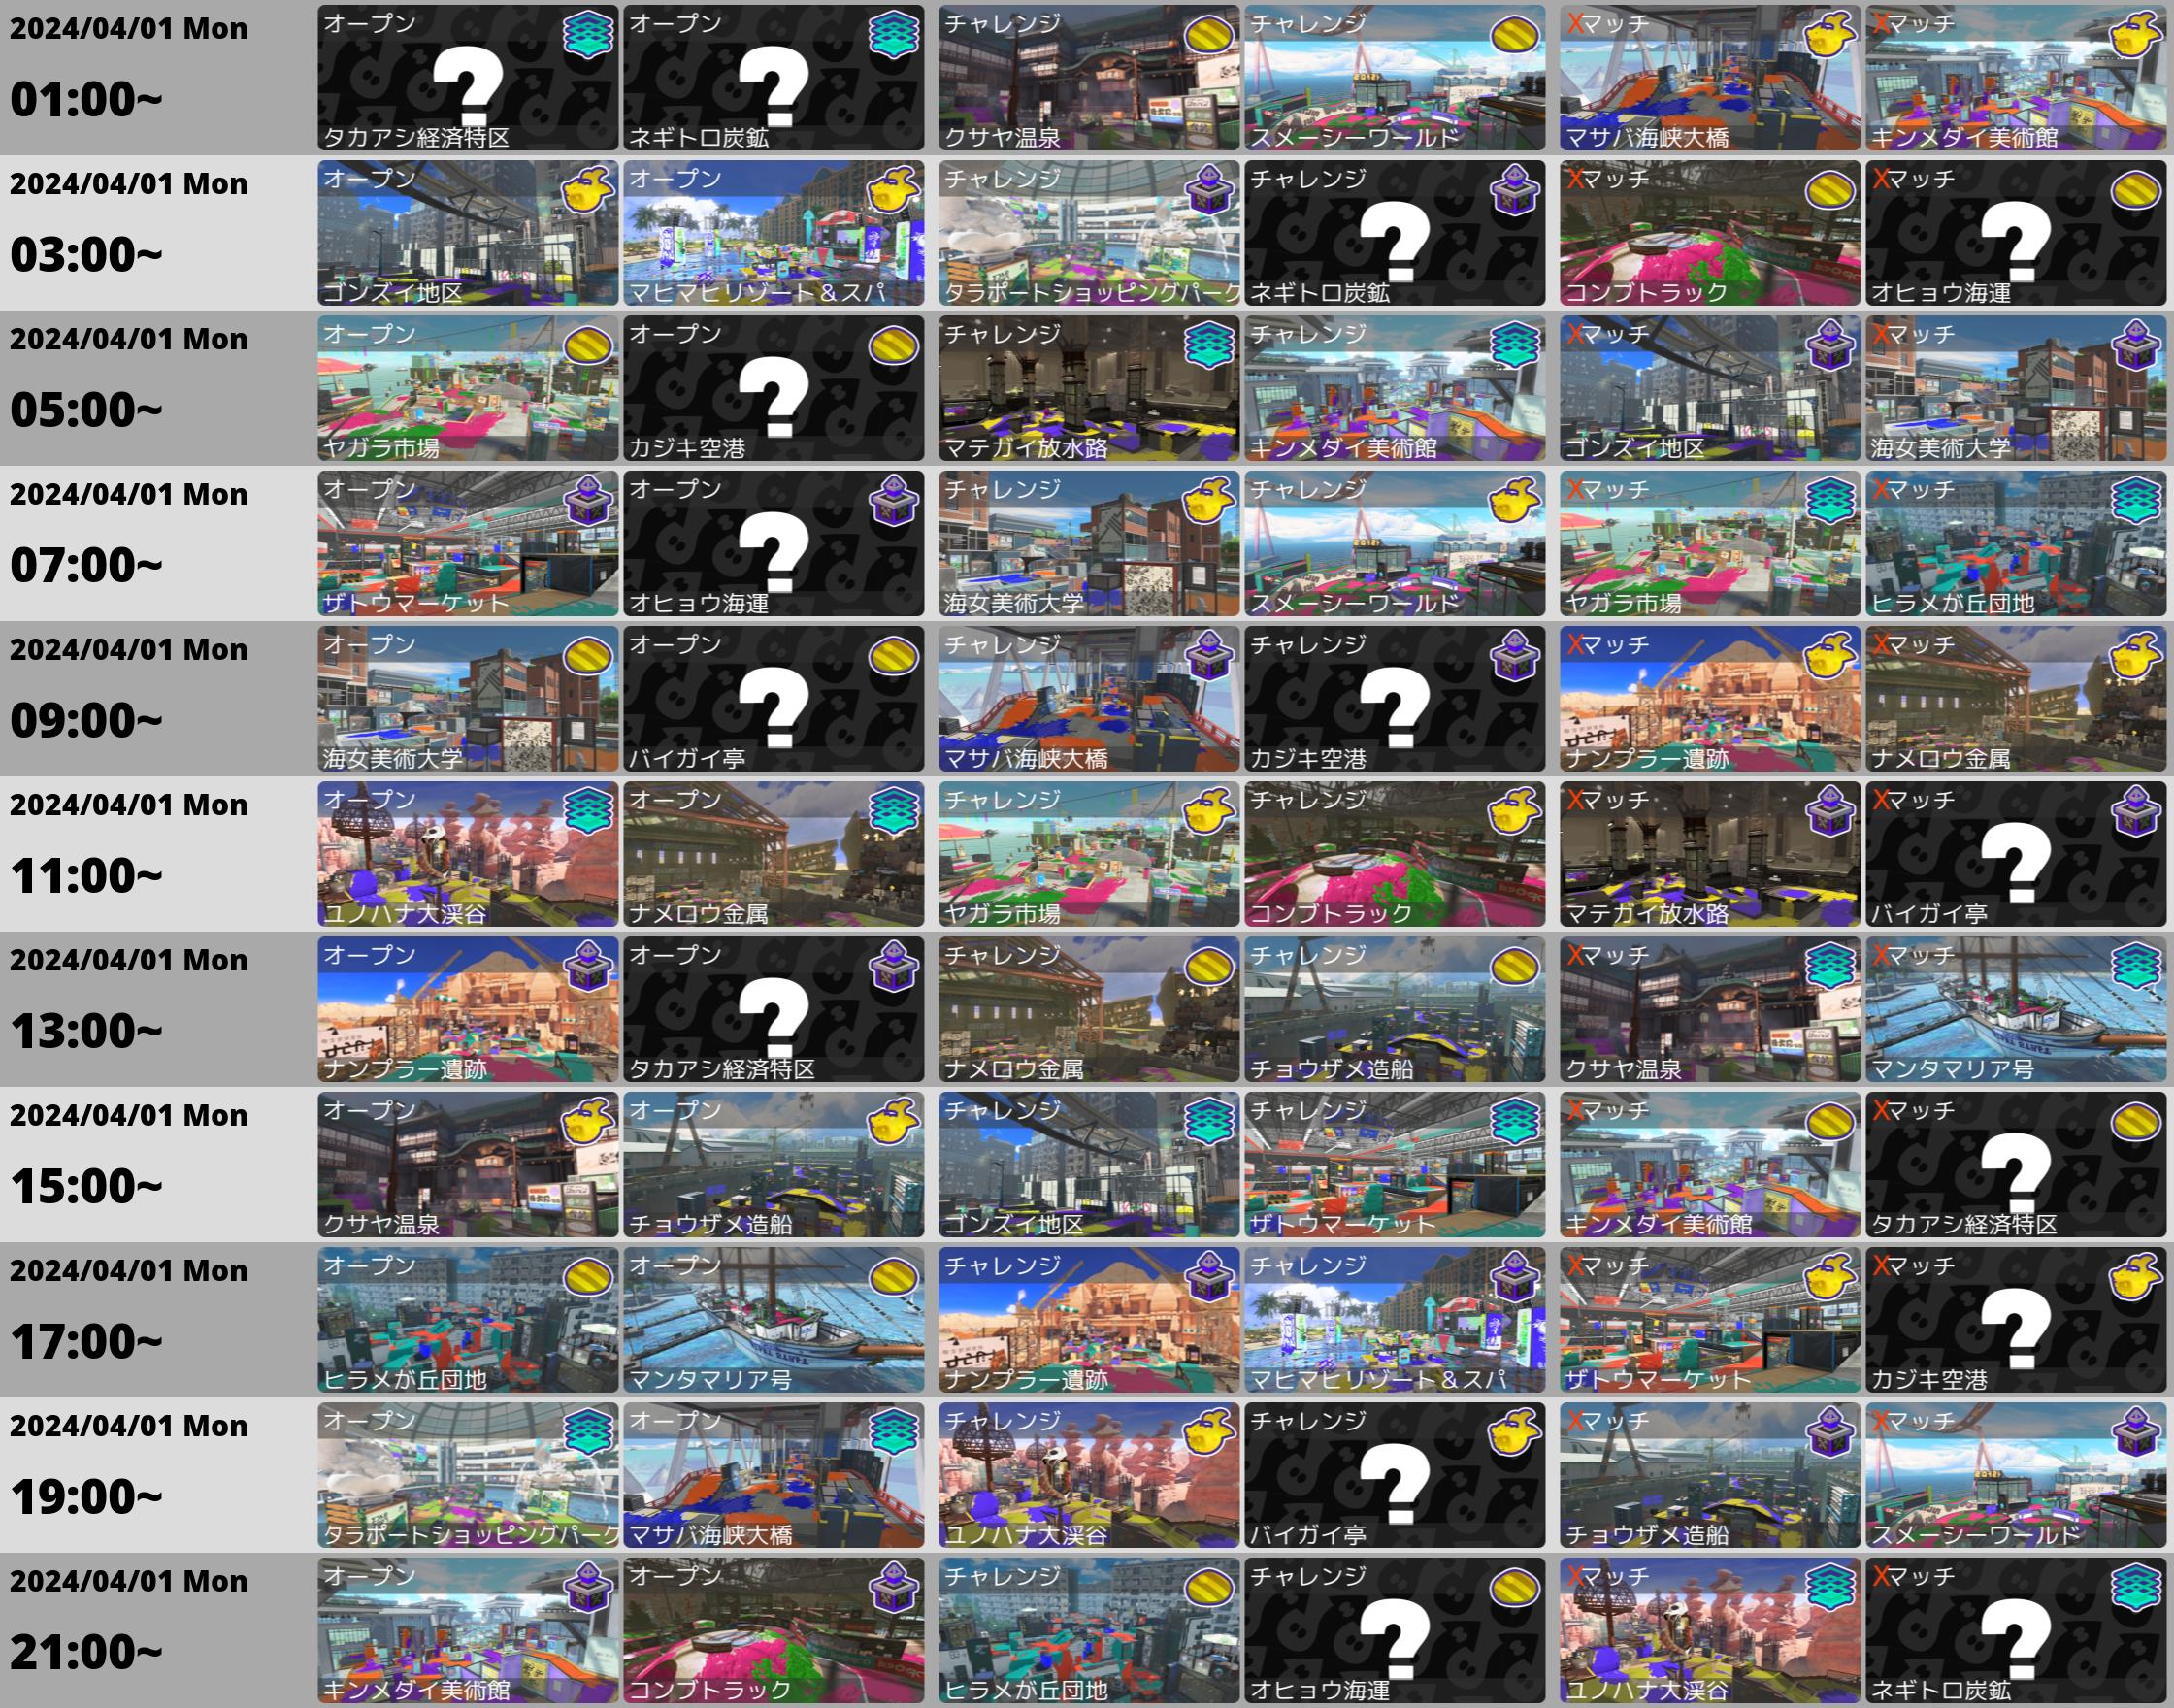 2024/04/01 Mon
01:00~
オープン オープン チャレンジ チャレンジ Xマッチ Xマッチ
タカアシ経済特区 ネギトロ炭鉱 クサヤ温泉 スメーシーワールド マサバ海峡大橋 キンメダイ美術館
2024/04/01 Mon
03:00~
オープン オープン チャレンジ チャレンジ Xマッチ Xマッチ
ゴンズイ地区 マヒマヒリゾート&スパ タラポートショッピングパーク ネギトロ炭鉱 コンブトラック オヒョウ海運
2024/04/01 Mon
05:00~
オープン オープン チャレンジ チャレンジ Xマッチ Xマッチ
ヤガラ市場 カジキ空港 マテガイ放水路 キンメダイ美術館 ゴンズイ地区 海女美術大学
2024/04/01 Mon
07:00~
オープン オープン チャレンジ チャレンジ Xマッチ Xマッチ
ザトウマーケット オヒョウ海運 海女美術大学 スメーシーワールド ヤガラ市場 ヒラメが丘団地
2024/04/01 Mon
09:00~
オープン オープン チャレンジ チャレンジ Xマッチ Xマッチ
海女美術大学 バイガイ亭 マサバ海峡大橋 カジキ空港 ナンプラー遺跡 ナメロウ金属
2024/04/01 Mon
11:00~
オープン オープン チャレンジ チャレンジ Xマッチ Xマッチ
ユノハナ大渓谷 ナメロウ金属 ヤガラ市場 コンブトラック マテガイ放水路 バイガイ亭
2024/04/01 Mon
13:00~
オープン オープン チャレンジ チャレンジ Xマッチ Xマッチ
ナンプラー遺跡 タカアシ経済特区 ナメロウ金属 チョウザメ造船 クサヤ温泉 マンタマリア号
2024/04/01 Mon
15:00~
オープン オープン チャレンジ チャレンジ Xマッチ Xマッチ
クサヤ温泉 チョウザメ造船 ゴンズイ地区 ザトウマーケット キンメダイ美術館 タカアシ経済特区
2024/04/01 Mon
17:00~
オープン オープン チャレンジ チャレンジ Xマッチ Xマッチ
ヒラメが丘団地 マンタマリア号 ナンプラー遺跡 マヒマヒリゾート&スパ ザトウマーケット カジキ空港
2024/04/01 Mon
19:00~
オープン オープン チャレンジ チャレンジ Xマッチ Xマッチ
タラポートショッピングパーク マサバ海峡大橋 ユノハナ大渓谷 バイガイ亭 チョウザメ造船 スメーシーワールド
2024/04/01 Mon
21:00~
オープン オープン チャレンジ チャレンジ Xマッチ Xマッチ
キンメダイ美術館 コンブトラック ヒラメが丘団地 オヒョウ海運 ユノハナ大渓谷 ネギトロ炭鉱